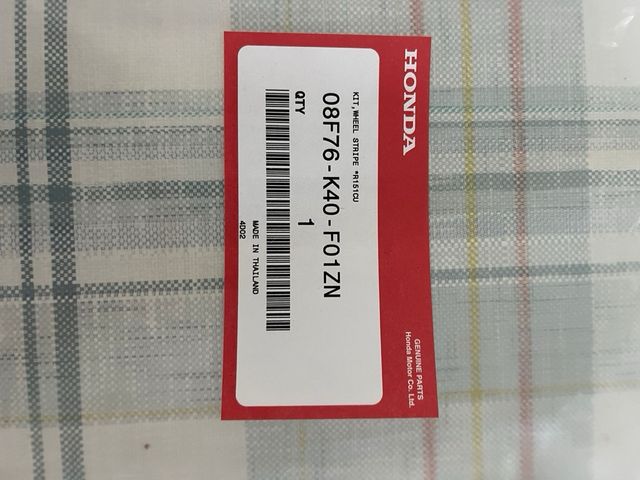 HONDA
GENUINE PARTS
Honda Motor Co. Ltd.
KIT,WHEEL STRIPE *R151CU
08F76-K40-F01ZN
QTY 1
MADE IN THAILAND
4D02